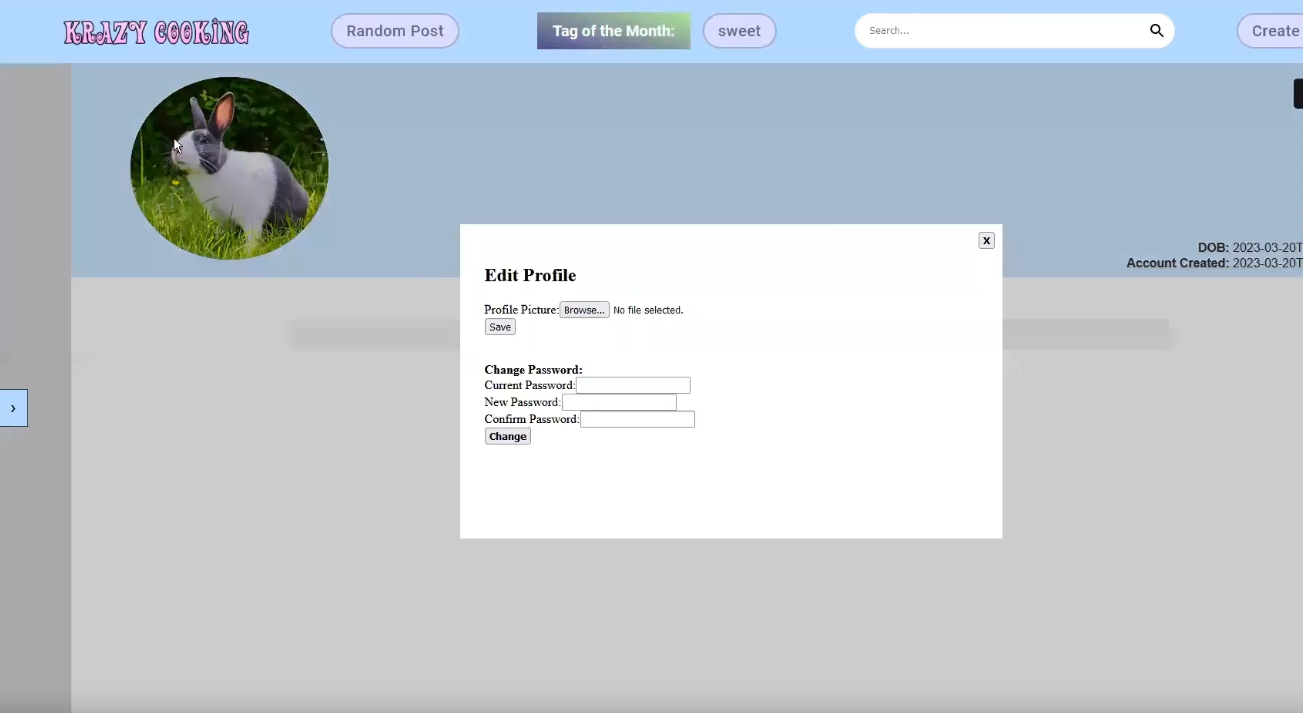 KRAZY COOKING
Random Post
Tag of the Month:
sweet
Search...
Create
DOB: 2023-03-20T
Account Created: 2023-03-20T
X
Edit Profile
Profile Picture: Browse... No file selected.
Save
Change Password:
Current Password:
New Password:
Confirm Password:
Change
›